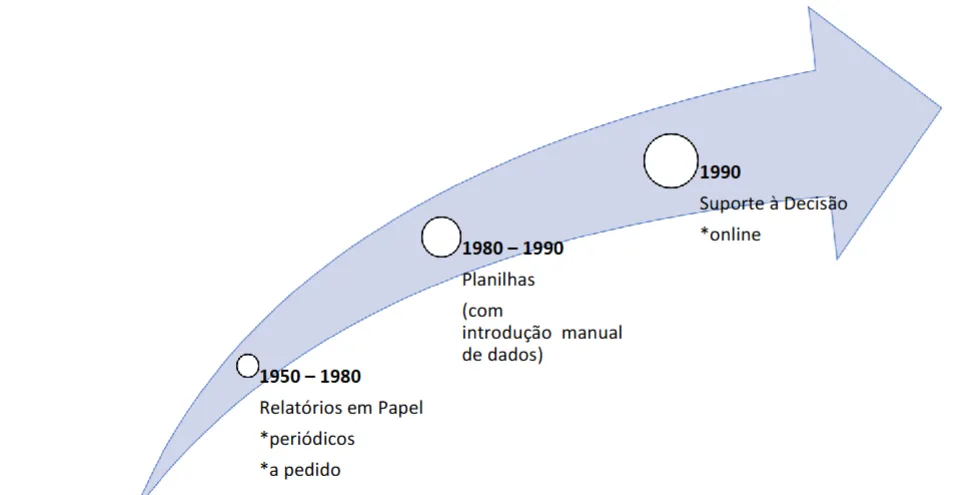 1990
Suporte à Decisão
*online
1980 – 1990
Planilhas
(com
introdução manual
de dados)
1950 – 1980
Relatórios em Papel
*periódicos
*a pedido